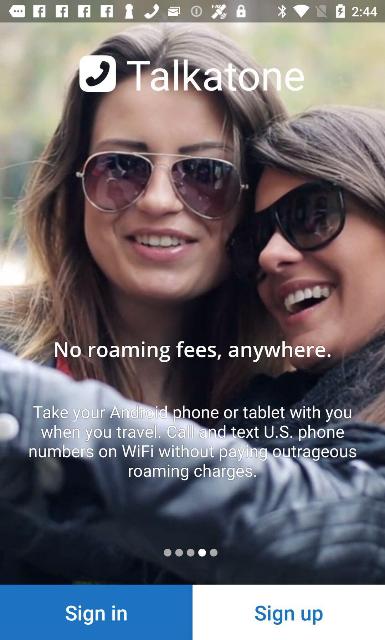 2:44
Talkatone
No roaming fees, anywhere.
Take your Android phone or tablet with you
when you travel. Call and text U.S. phone
numbers on WiFi without paying outrageous
roaming charges.
Sign in
Sign up